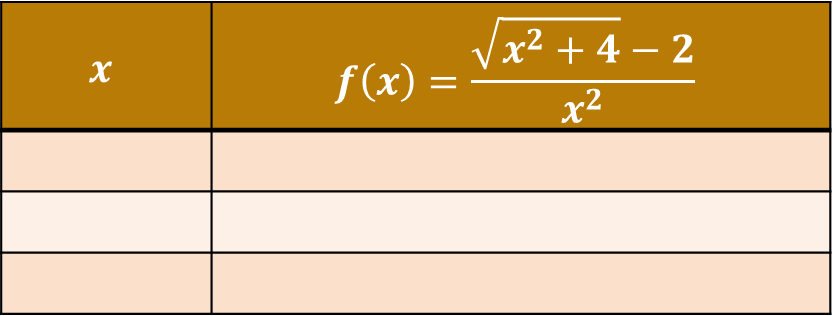 x
f(x) = (√(x² + 4) − 2)/x²